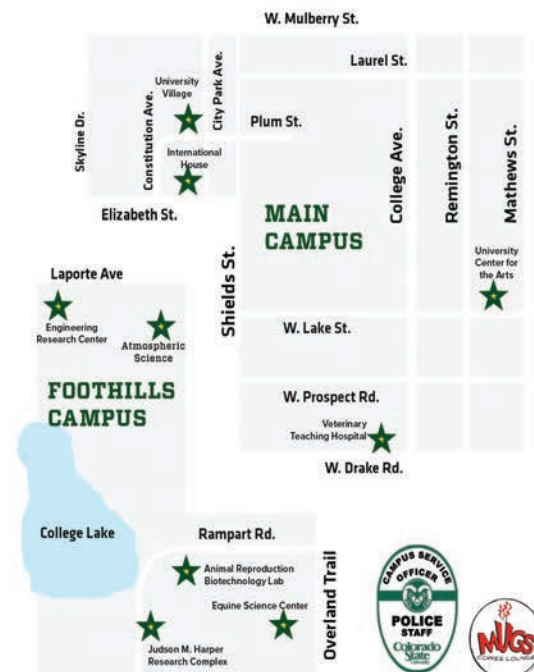 W. Mulberry St.
Laurel St.
Skyline Dr.
Constitution Ave.
City Park Ave.
University
Village
Plum St.
International
House
Elizabeth St.
MAIN
CAMPUS
Shields St.
College Ave.
Remington St.
Mathews St.
University
Center for
the Arts
Laporte Ave
Engineering
Research Center
Atmospheric
Science
W. Lake St.
FOOTHILLS
CAMPUS
W. Prospect Rd.
Veterinary
Teaching Hospital
W. Drake Rd.
College Lake
Rampart Rd.
Animal Reproduction
Biotechnology Lab
Equine Science Center
Judson M. Harper
Research Complex
Overland Trail
CAMPUS SERVICE
OFFICER
POLICE
STAFF
Colorado
State
MUGS
COFFEE LOUNGE